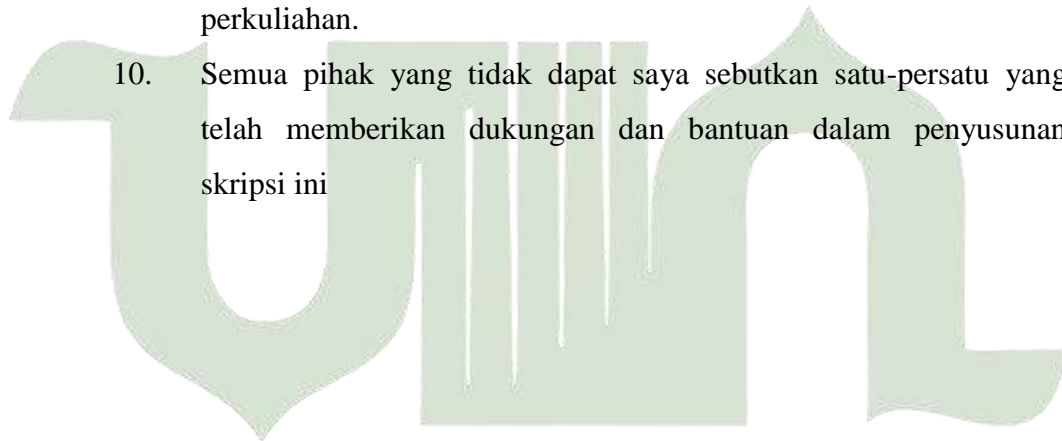 perkuliahan.
10. Semua pihak yang tidak dapat saya sebutkan satu-persatu yang
telah memberikan dukungan dan bantuan dalam penyusunan
skripsi ini